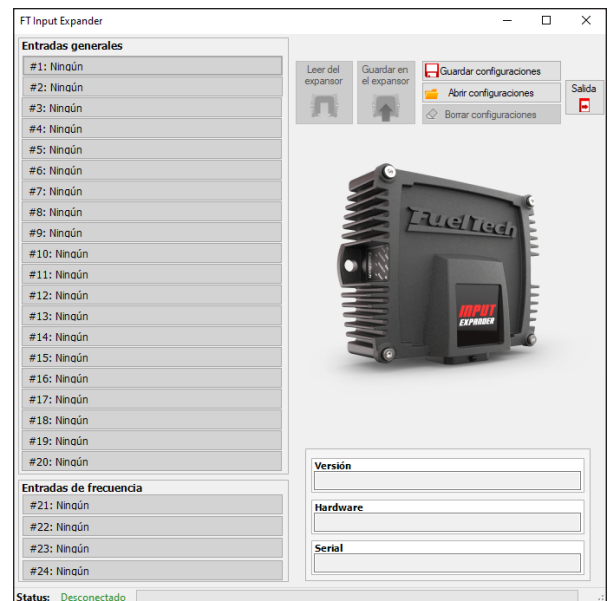 FT Input Expander
Entradas generales
#1: Ningún
#2: Ningún
#3: Ningún
#4: Ningún
#5: Ningún
#6: Ningún
#7: Ningún
#8: Ningún
#9: Ningún
#10: Ningún
#11: Ningún
#12: Ningún
#13: Ningún
#14: Ningún
#15: Ningún
#16: Ningún
#17: Ningún
#18: Ningún
#19: Ningún
#20: Ningún
Entradas de frecuencia
#21: Ningún
#22: Ningún
#23: Ningún
#24: Ningún
Leer del
expansor
Guardar en
el expansor
Guardar configuraciones
Abrir configuraciones
Borrar configuraciones
Salida
FuelTech
INPUT
EXPANDER
Versión
Hardware
Serial
Status: Desconectado